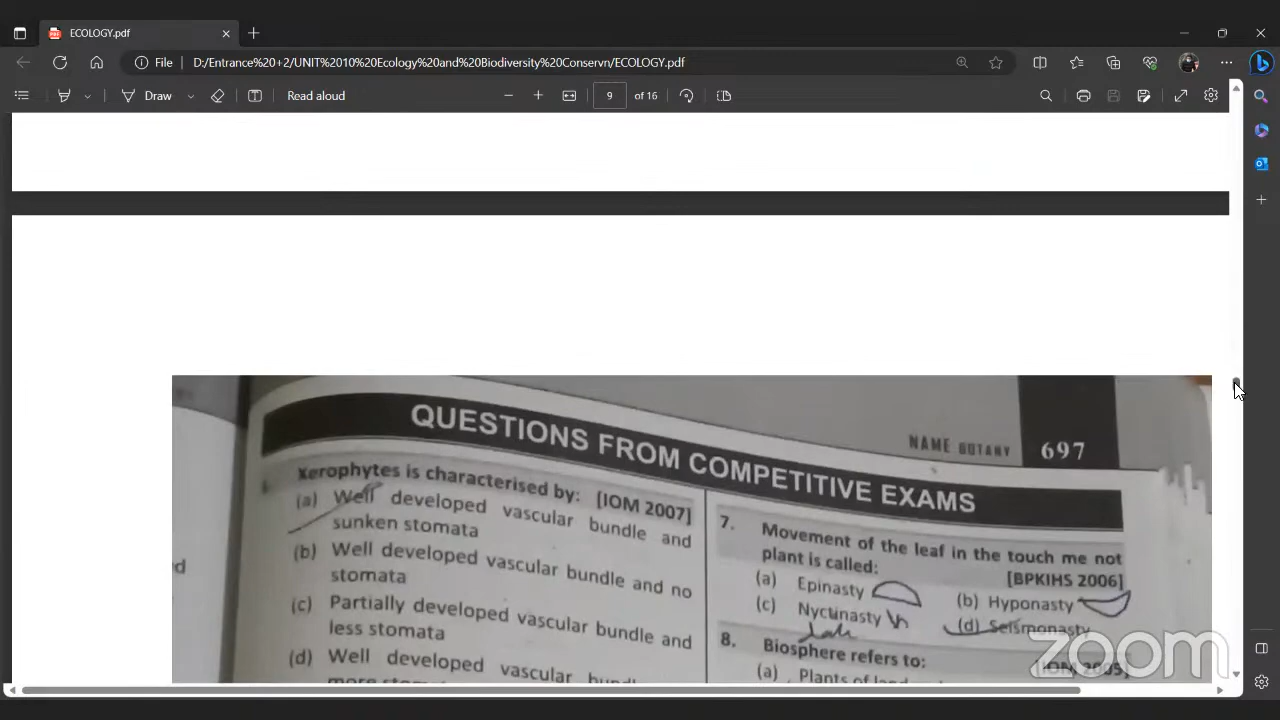 ECOLOGY.pdf
File
D:/Entrance%20+2/UNIT%2010%20Ecology%20and%20Biodiversity%20Conservn/ECOLOGY.pdf
Draw
Read aloud
9
of 16
NAME BOTANY 697
QUESTIONS FROM COMPETITIVE EXAMS
Xerophytes is characterised by: [IOM 2007]
(a) Well developed vascular bundle and
sunken stomata
(b) Well developed vascular bundle and no
stomata
(c) Partially developed vascular bundle and
less stomata
(d) Well developed vascular
7. Movement of the leaf in the touch me not
plant is called: [BPKIHS 2006]
(a) Epinasty
(b) Hyponasty
(c) Nyctinasty
(d) Seismonasty
8. Biosphere refers to: [IOM 2005]
(a) Plants of
zoom